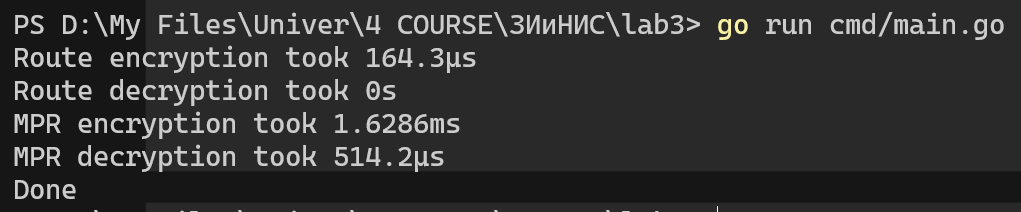 PS D:\My Files\Univer\4 COURSE\ЗИиНИС\lab3> go run cmd/main.go
Route encryption took 164.3µs
Route decryption took 0s
MPR encryption took 1.6286ms
MPR decryption took 514.2µs
Done